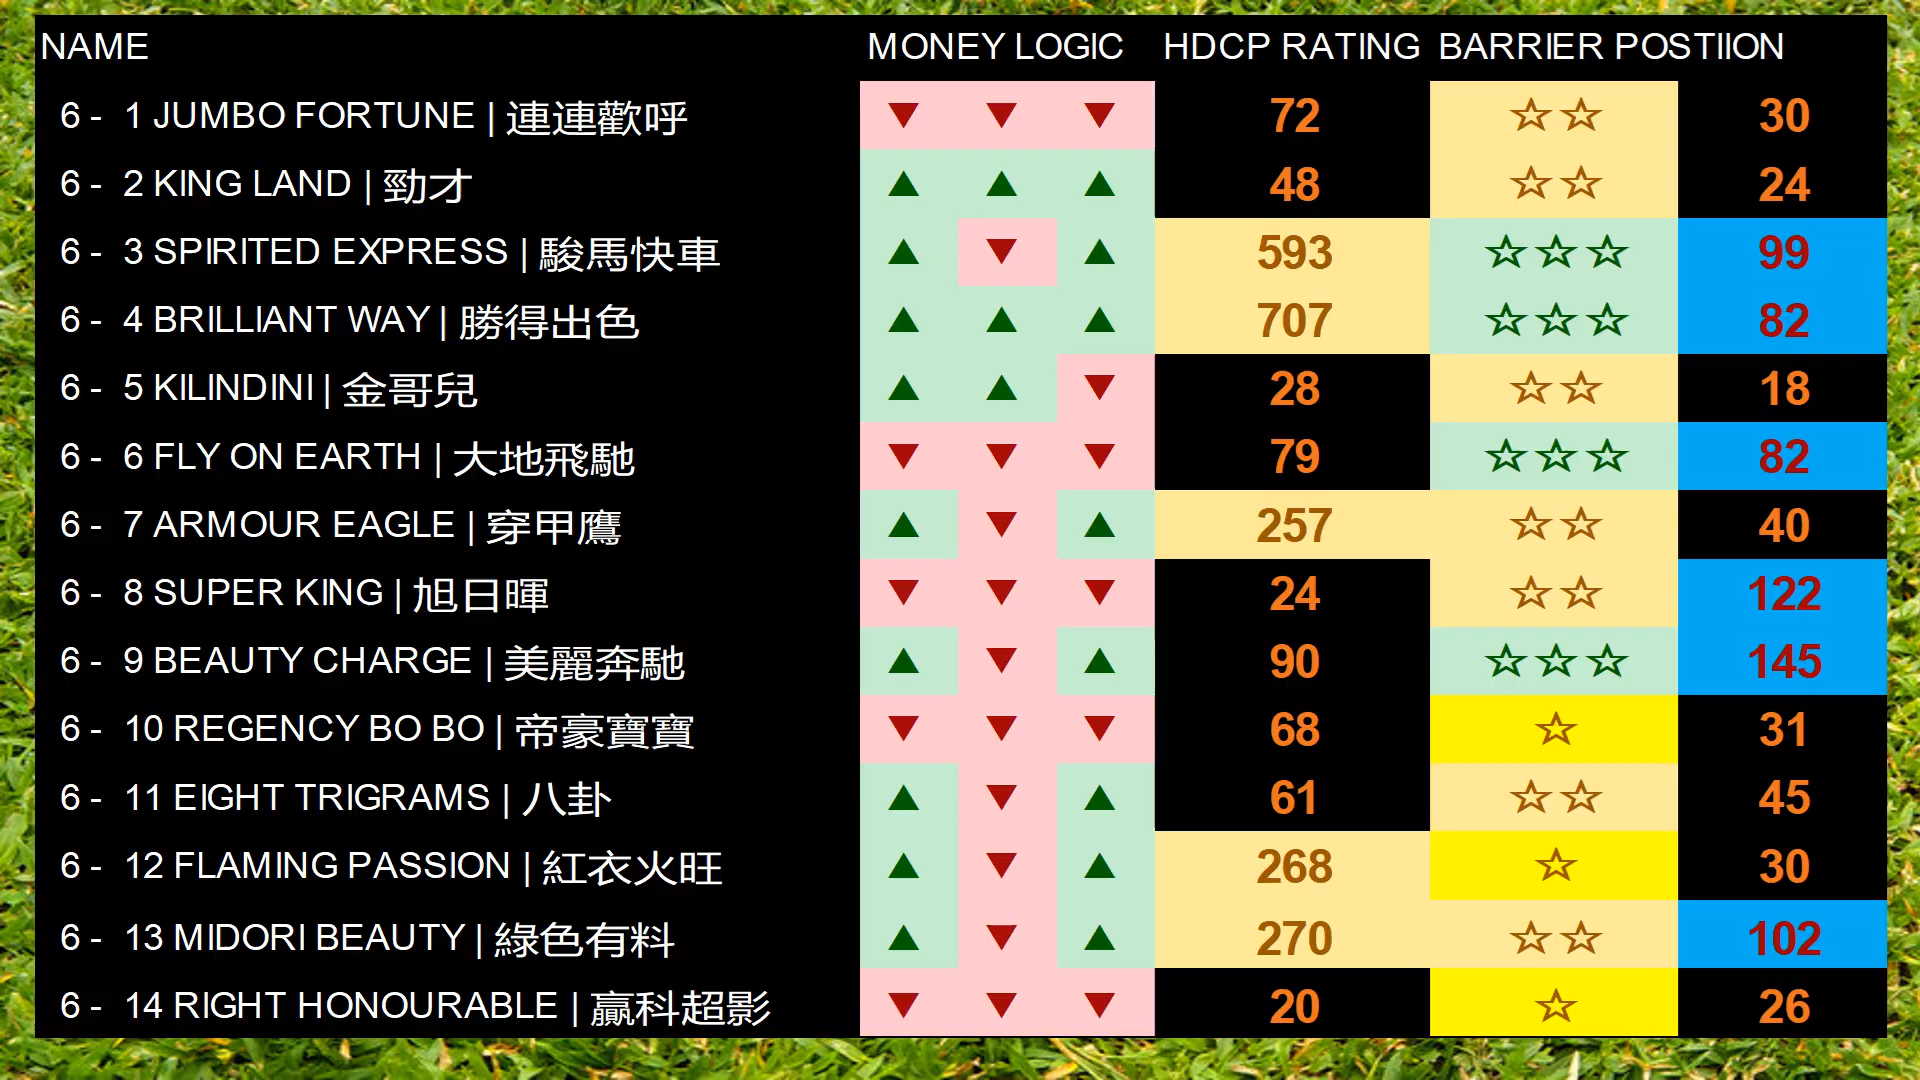 NAME MONEY LOGIC HDCP RATING BARRIER POSTIION
6 - 1 JUMBO FORTUNE | 連連歡呼 ▼ ▼ ▼ 72 ☆☆ 30
6 - 2 KING LAND | 勁才 ▲ ▲ ▲ 48 ☆☆ 24
6 - 3 SPIRITED EXPRESS | 駿馬快車 ▲ ▼ ▲ 593 ☆☆☆ 99
6 - 4 BRILLIANT WAY | 勝得出色 ▲ ▲ ▲ 707 ☆☆☆ 82
6 - 5 KILINDINI | 金哥兒 ▲ ▲ ▼ 28 ☆☆ 18
6 - 6 FLY ON EARTH | 大地飛馳 ▼ ▼ ▼ 79 ☆☆☆ 82
6 - 7 ARMOUR EAGLE | 穿甲鷹 ▲ ▼ ▲ 257 ☆☆ 40
6 - 8 SUPER KING | 旭日暉 ▼ ▼ ▼ 24 ☆☆ 122
6 - 9 BEAUTY CHARGE | 美麗奔馳 ▲ ▼ ▲ 90 ☆☆☆ 145
6 - 10 REGENCY BO BO | 帝豪寶寶 ▼ ▼ ▼ 68 ☆ 31
6 - 11 EIGHT TRIGRAMS | 八卦 ▲ ▼ ▲ 61 ☆☆ 45
6 - 12 FLAMING PASSION | 紅衣火旺 ▲ ▼ ▲ 268 ☆ 30
6 - 13 MIDORI BEAUTY | 綠色有料 ▲ ▼ ▲ 270 ☆☆ 102
6 - 14 RIGHT HONOURABLE | 贏科超影 ▼ ▼ ▼ 20 ☆ 26